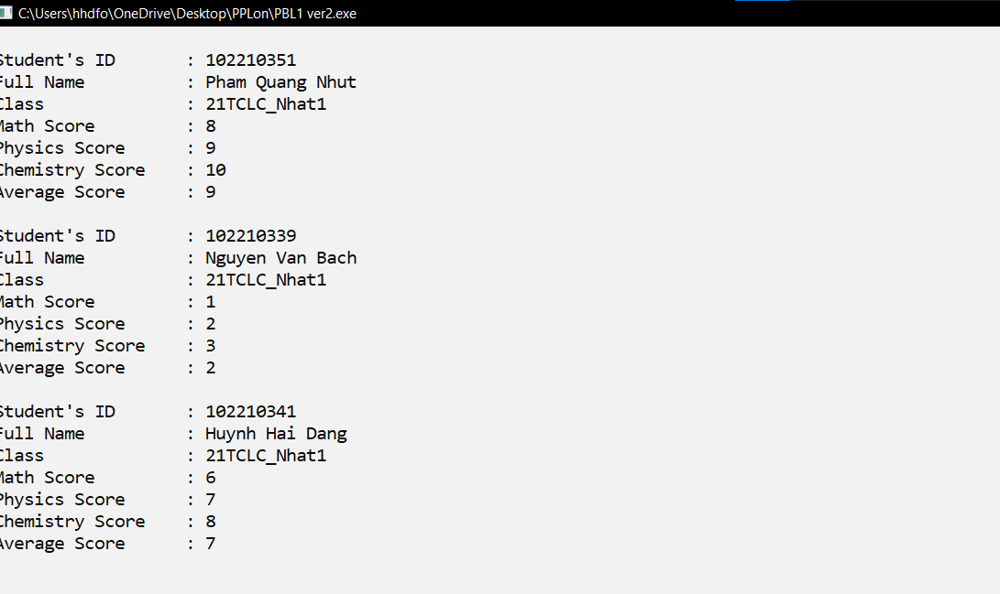 C:\Users\hhdfo\OneDrive\Desktop\PPLon\PBL1 ver2.exe
Student's ID : 102210351
Full Name : Pham Quang Nhut
Class : 21TCLC_Nhat1
Math Score : 8
Physics Score : 9
Chemistry Score : 10
Average Score : 9
Student's ID : 102210339
Full Name : Nguyen Van Bach
Class : 21TCLC_Nhat1
Math Score : 1
Physics Score : 2
Chemistry Score : 3
Average Score : 2
Student's ID : 102210341
Full Name : Huynh Hai Dang
Class : 21TCLC_Nhat1
Math Score : 6
Physics Score : 7
Chemistry Score : 8
Average Score : 7